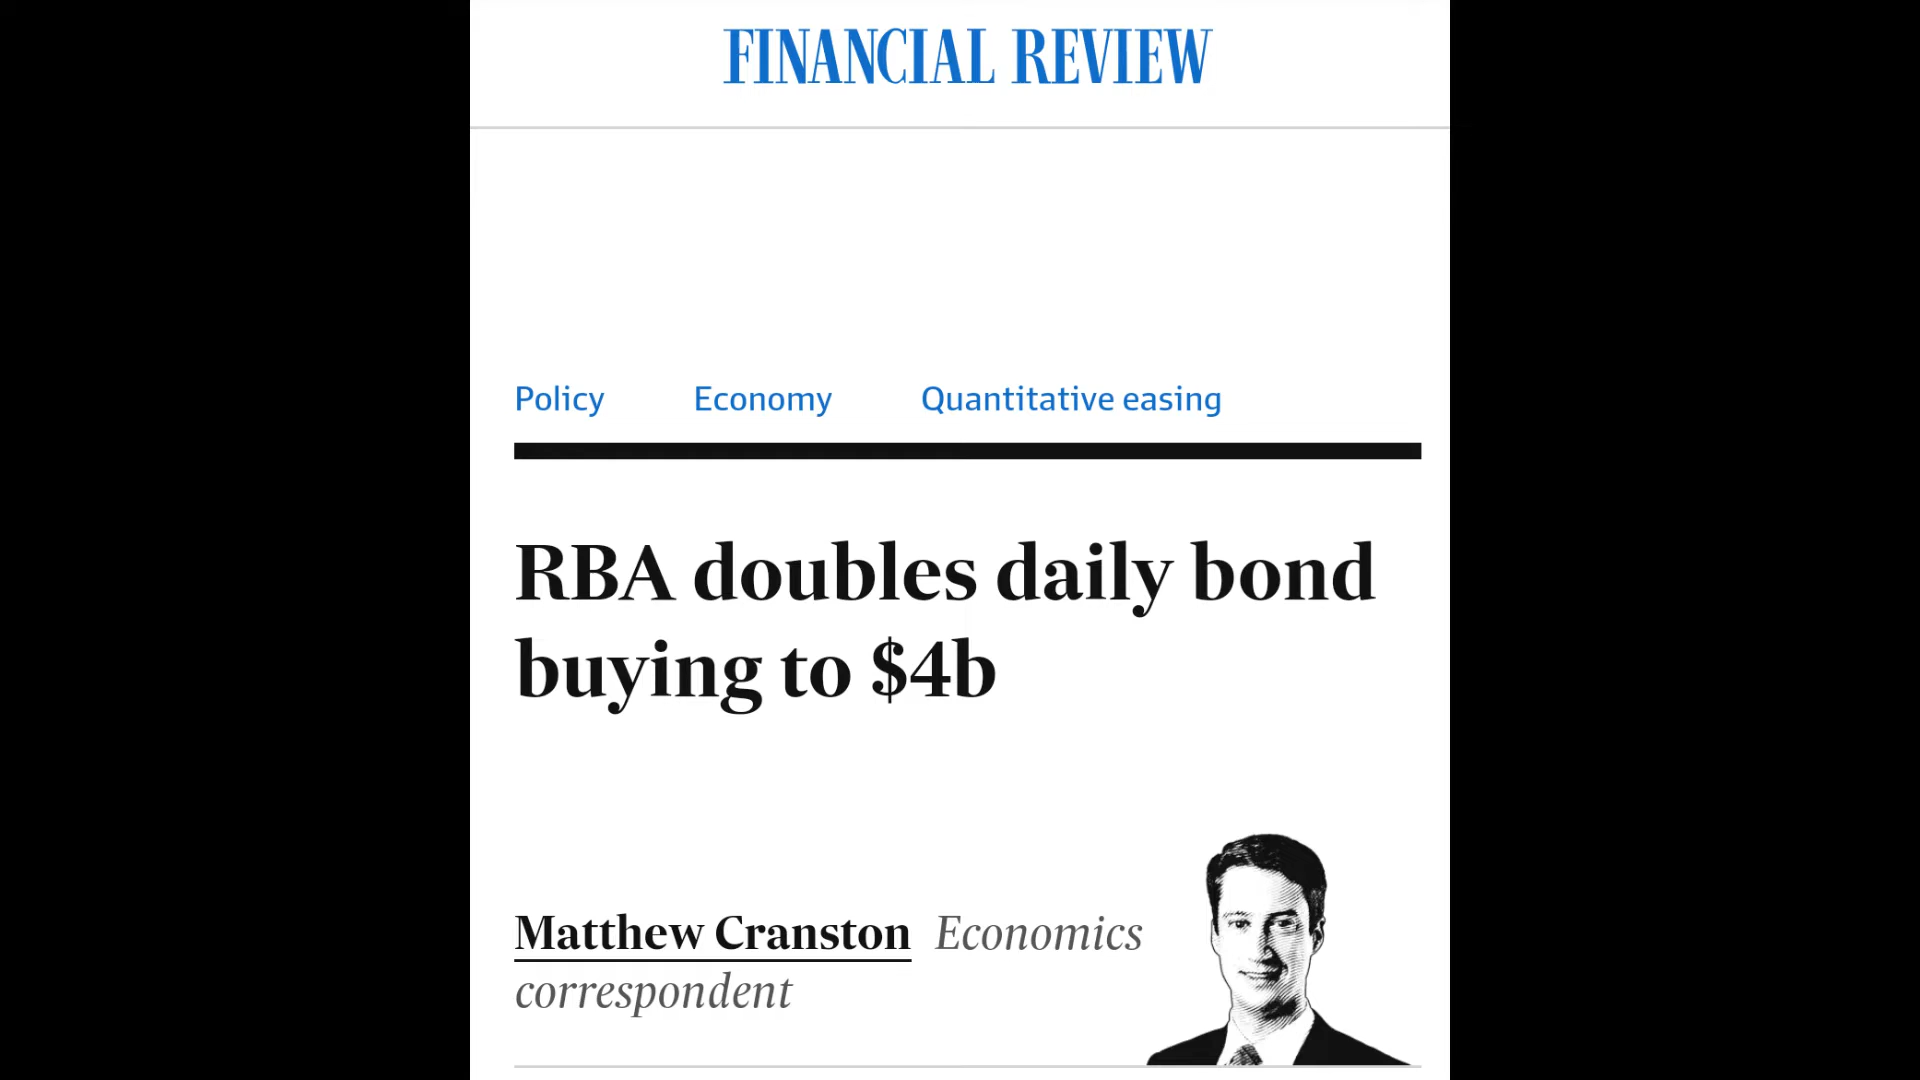 FINANCIAL REVIEW
Policy Economy Quantitative easing
RBA doubles daily bond
buying to $4b
Matthew Cranston Economics
correspondent